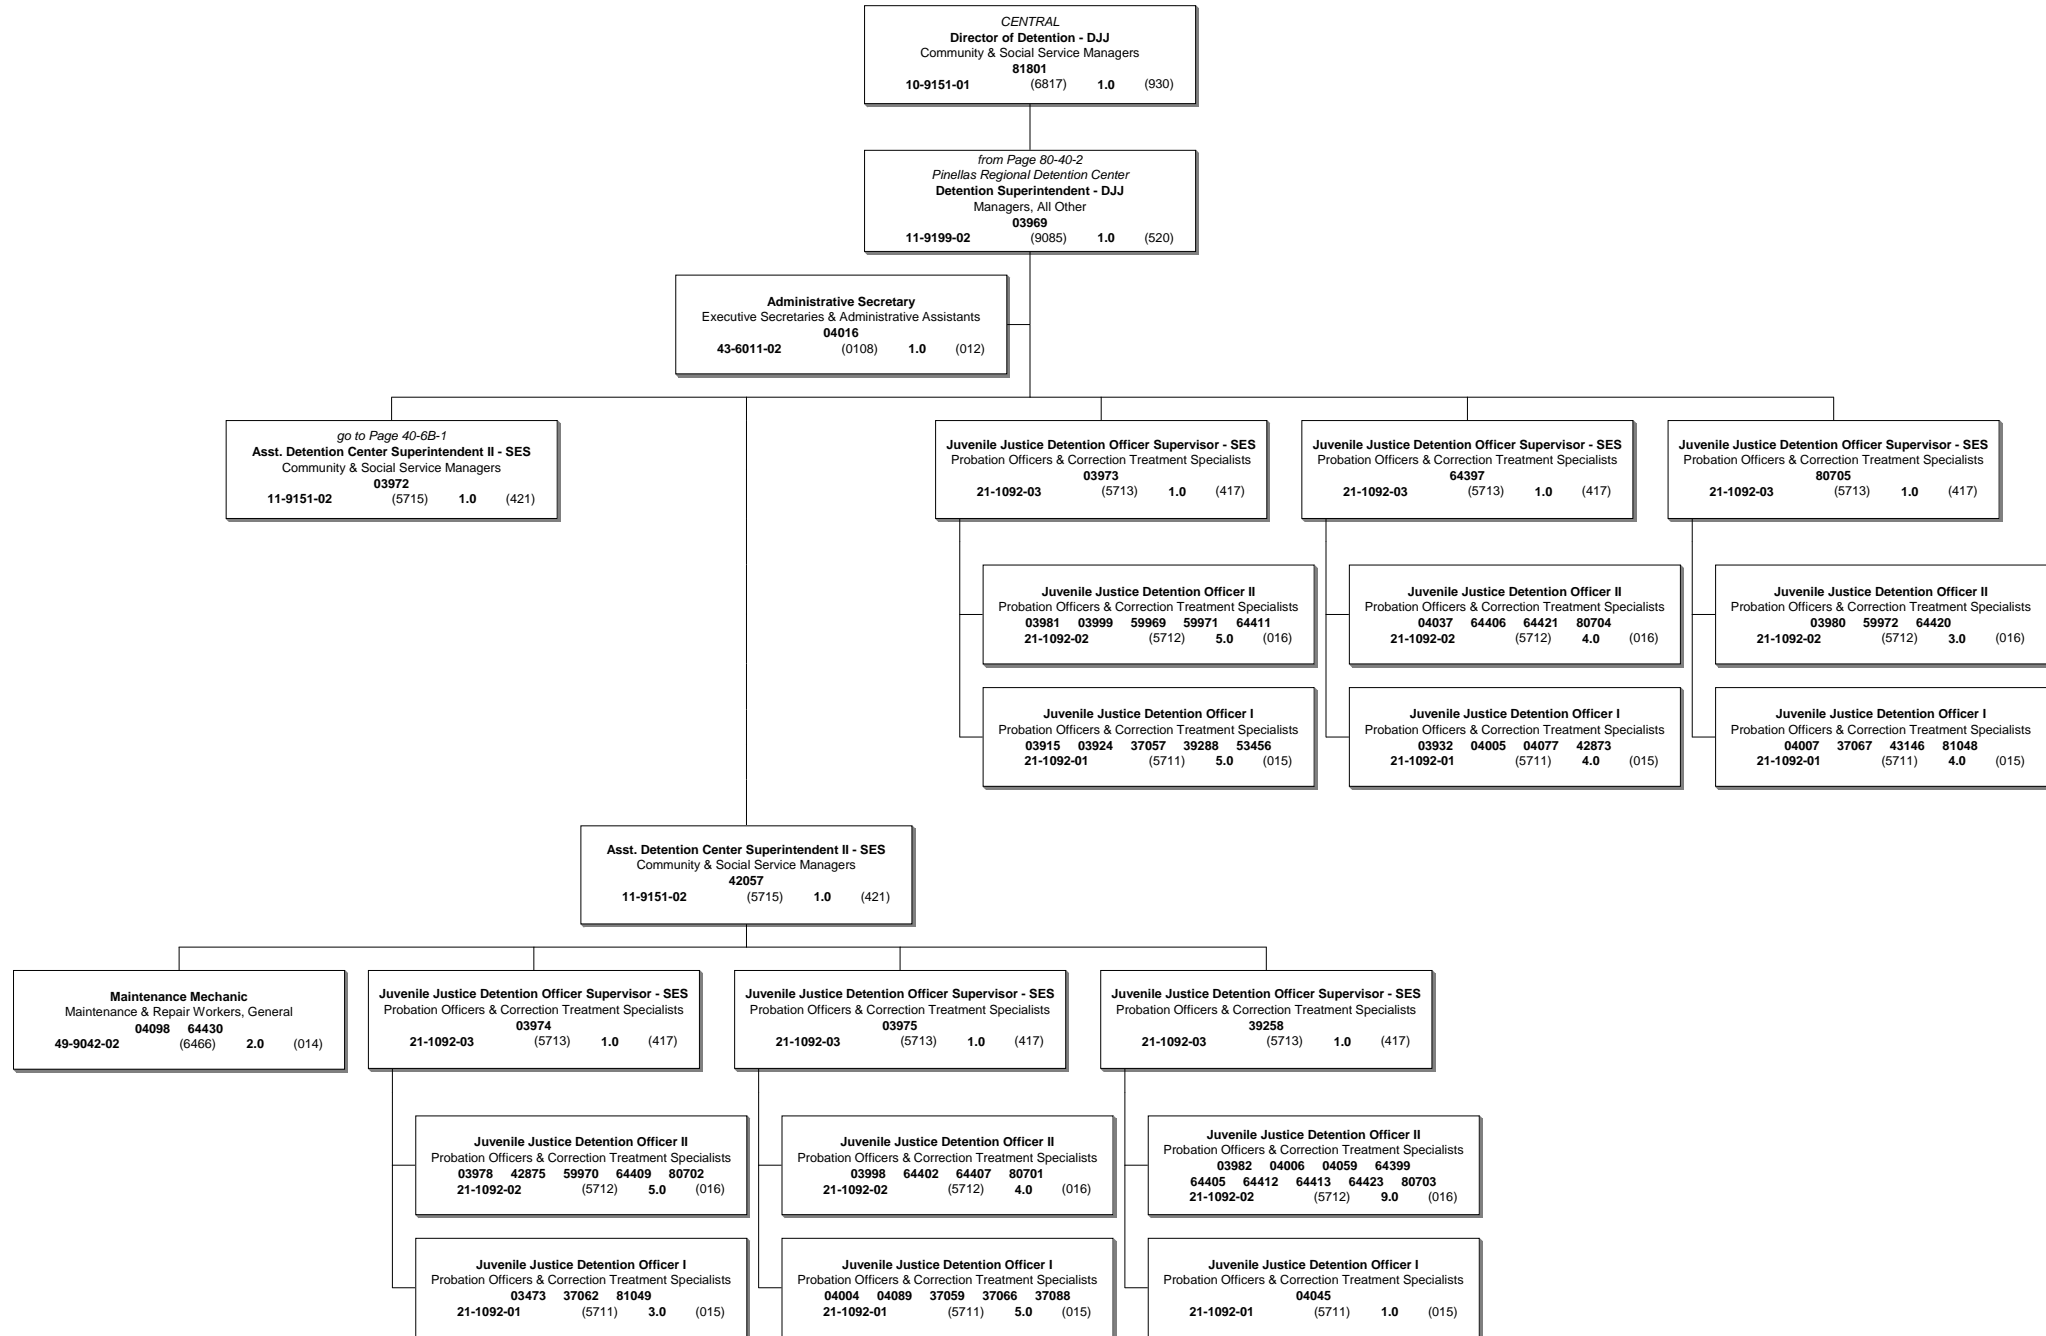 CENTRAL
Director of Detention - DJJ
Community & Social Service Managers
81801
10-9151-01 (6817) 1.0 (930)
from Page 80-40-2
Pinellas Regional Detention Center
Detention Superintendent - DJJ
Managers, All Other
03969
11-9199-02 (9085) 1.0 (520)
Administrative Secretary
Executive Secretaries & Administrative Assistants
04016
43-6011-02 (0108) 1.0 (012)
go to Page 40-6B-1
Asst. Detention Center Superintendent II - SES
Community & Social Service Managers
03972
11-9151-02 (5715) 1.0 (421)
Juvenile Justice Detention Officer Supervisor - SES
Probation Officers & Correction Treatment Specialists
03973
21-1092-03 (5713) 1.0 (417)
Juvenile Justice Detention Officer Supervisor - SES
Probation Officers & Correction Treatment Specialists
64397
21-1092-03 (5713) 1.0 (417)
Juvenile Justice Detention Officer Supervisor - SES
Probation Officers & Correction Treatment Specialists
80705
21-1092-03 (5713) 1.0 (417)
Juvenile Justice Detention Officer II
Probation Officers & Correction Treatment Specialists
03981 03999 59969 59971 64411
21-1092-02 (5712) 5.0 (016)
Juvenile Justice Detention Officer II
Probation Officers & Correction Treatment Specialists
04037 64406 64421 80704
21-1092-02 (5712) 4.0 (016)
Juvenile Justice Detention Officer II
Probation Officers & Correction Treatment Specialists
03980 59972 64420
21-1092-02 (5712) 3.0 (016)
Juvenile Justice Detention Officer I
Probation Officers & Correction Treatment Specialists
03915 03924 37057 39288 53456
21-1092-01 (5711) 5.0 (015)
Juvenile Justice Detention Officer I
Probation Officers & Correction Treatment Specialists
03932 04005 04077 42873
21-1092-01 (5711) 4.0 (015)
Juvenile Justice Detention Officer I
Probation Officers & Correction Treatment Specialists
04007 37067 43146 81048
21-1092-01 (5711) 4.0 (015)
Asst. Detention Center Superintendent II - SES
Community & Social Service Managers
42057
11-9151-02 (5715) 1.0 (421)
Maintenance Mechanic
Maintenance & Repair Workers, General
04098 64430
49-9042-02 (6466) 2.0 (014)
Juvenile Justice Detention Officer Supervisor - SES
Probation Officers & Correction Treatment Specialists
03974
21-1092-03 (5713) 1.0 (417)
Juvenile Justice Detention Officer Supervisor - SES
Probation Officers & Correction Treatment Specialists
03975
21-1092-03 (5713) 1.0 (417)
Juvenile Justice Detention Officer Supervisor - SES
Probation Officers & Correction Treatment Specialists
39258
21-1092-03 (5713) 1.0 (417)
Juvenile Justice Detention Officer II
Probation Officers & Correction Treatment Specialists
03978 42875 59970 64409 80702
21-1092-02 (5712) 5.0 (016)
Juvenile Justice Detention Officer II
Probation Officers & Correction Treatment Specialists
03998 64402 64407 80701
21-1092-02 (5712) 4.0 (016)
Juvenile Justice Detention Officer II
Probation Officers & Correction Treatment Specialists
03982 04006 04059 64399
64405 64412 64413 64423 80703
21-1092-02 (5712) 9.0 (016)
Juvenile Justice Detention Officer I
Probation Officers & Correction Treatment Specialists
03473 37062 81049
21-1092-01 (5711) 3.0 (015)
Juvenile Justice Detention Officer I
Probation Officers & Correction Treatment Specialists
04004 04089 37059 37066 37088
21-1092-01 (5711) 5.0 (015)
Juvenile Justice Detention Officer I
Probation Officers & Correction Treatment Specialists
04045
21-1092-01 (5711) 1.0 (015)